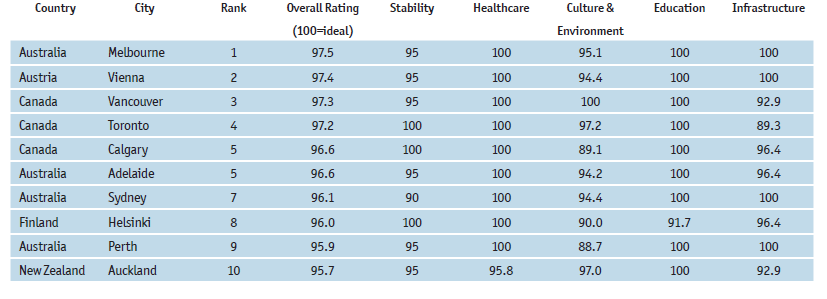 Country City Rank Overall Rating Stability Healthcare Culture & Education Infrastructure
(100=ideal) Environment
Australia Melbourne 1 97.5 95 100 95.1 100 100
Austria Vienna 2 97.4 95 100 94.4 100 100
Canada Vancouver 3 97.3 95 100 100 100 92.9
Canada Toronto 4 97.2 100 100 97.2 100 89.3
Canada Calgary 5 96.6 100 100 89.1 100 96.4
Australia Adelaide 5 96.6 95 100 94.2 100 96.4
Australia Sydney 7 96.1 90 100 94.4 100 100
Finland Helsinki 8 96.0 100 100 90.0 91.7 96.4
Australia Perth 9 95.9 95 100 88.7 100 100
New Zealand Auckland 10 95.7 95 95.8 97.0 100 92.9